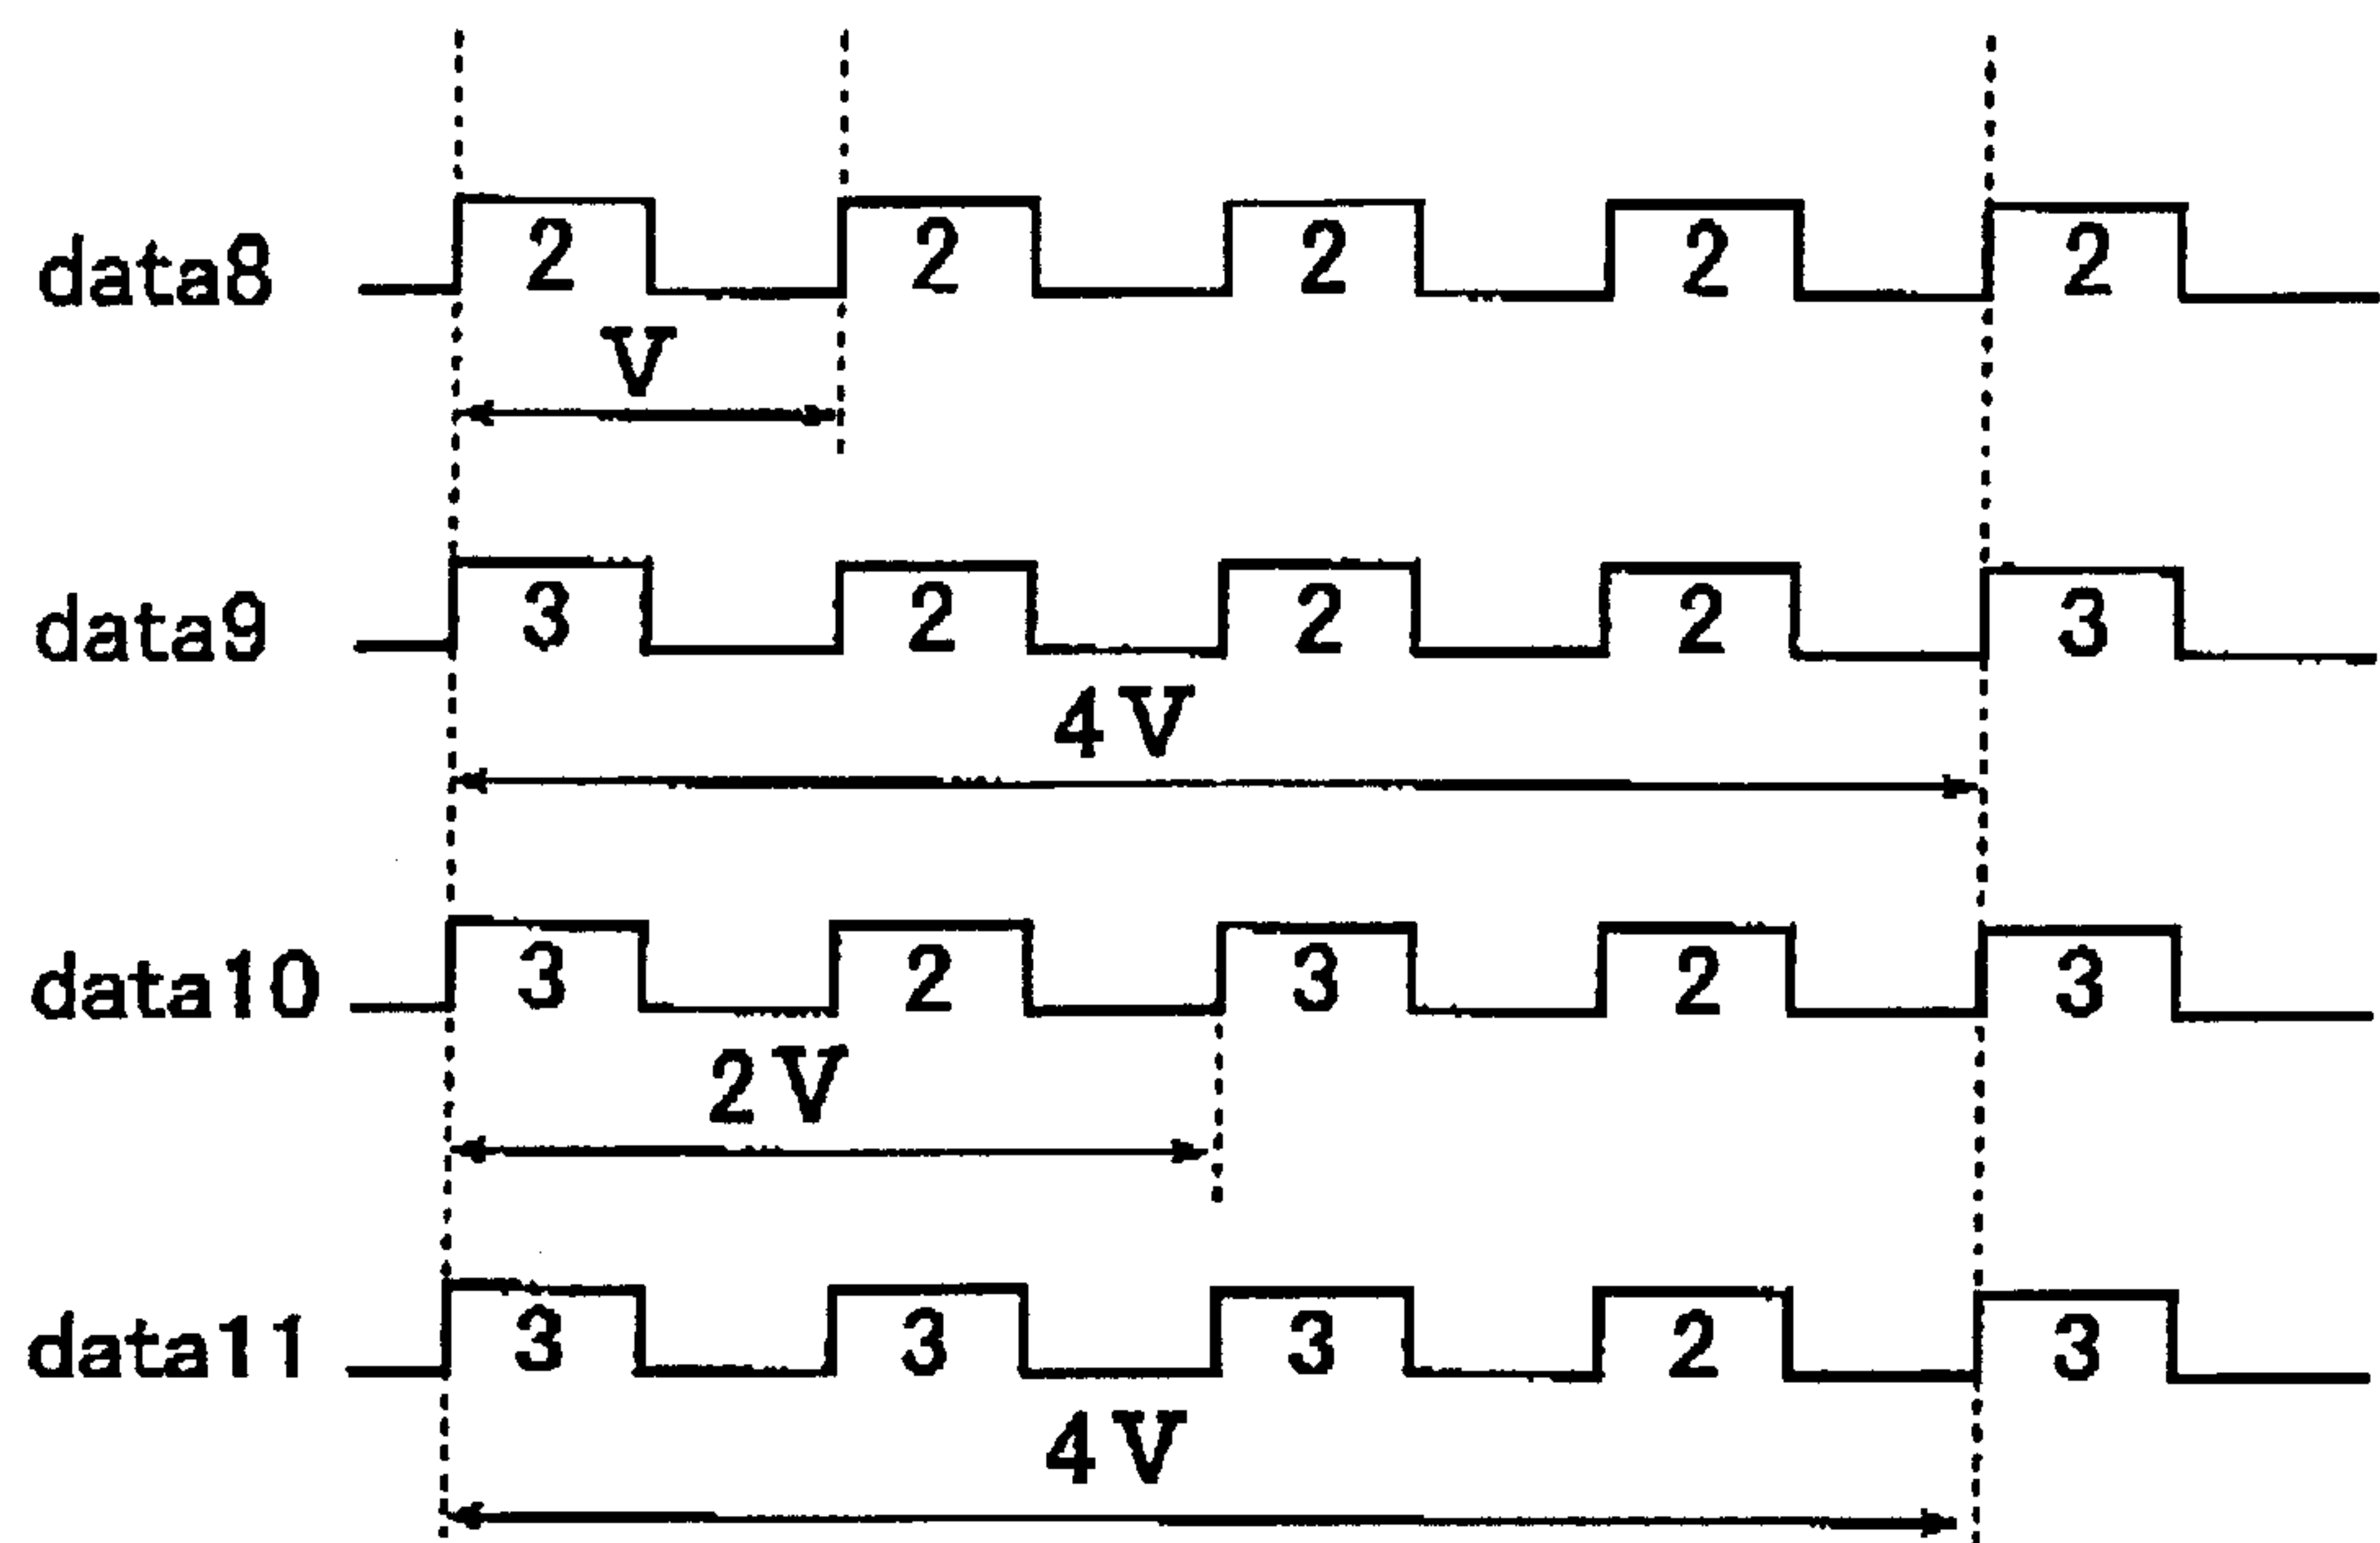 data8 2 2 2 2 2
V
data9 3 2 2 2 3
4V
data10 3 2 3 2 3
2V
data11 3 3 3 2 3
4V